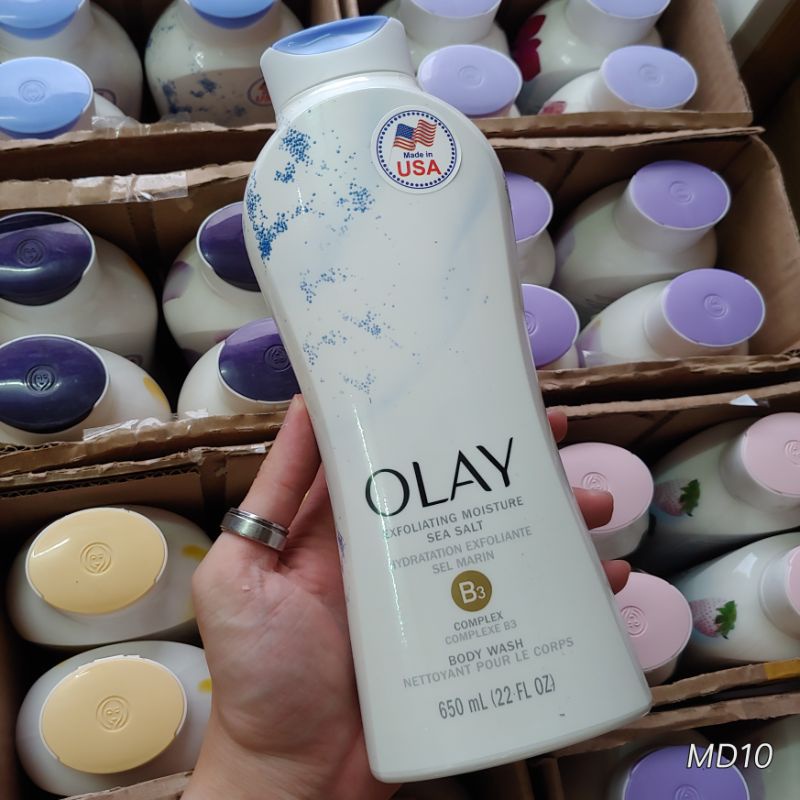 Made in
USA
OLAY
EXFOLIATING MOISTURE
SEA SALT
HYDRATATION EXFOLIANTE
SEL MARIN
B3
COMPLEX
COMPLEXE B3
BODY WASH
NETTOYANT POUR LE CORPS
650 mL (22 FL OZ)
MD10